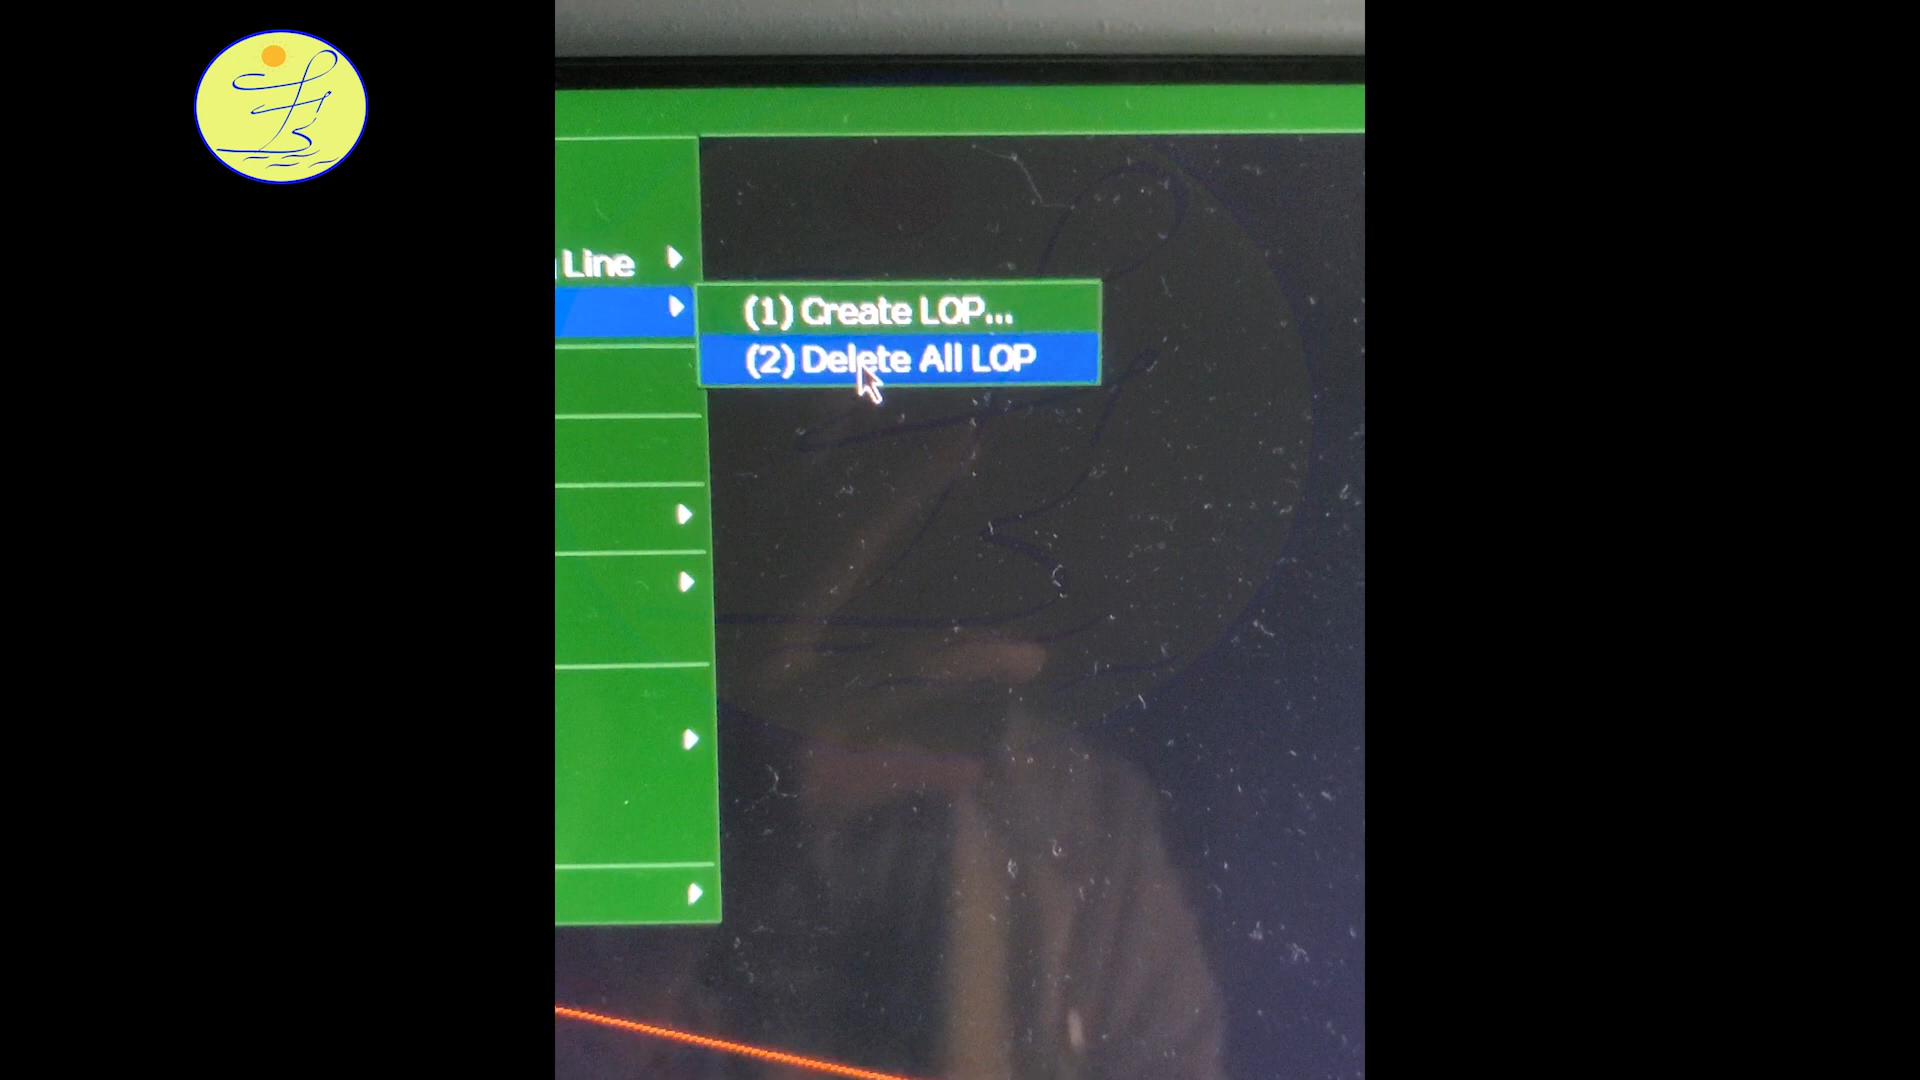 Line
(1) Create LOP...
(2) Delete All LOP